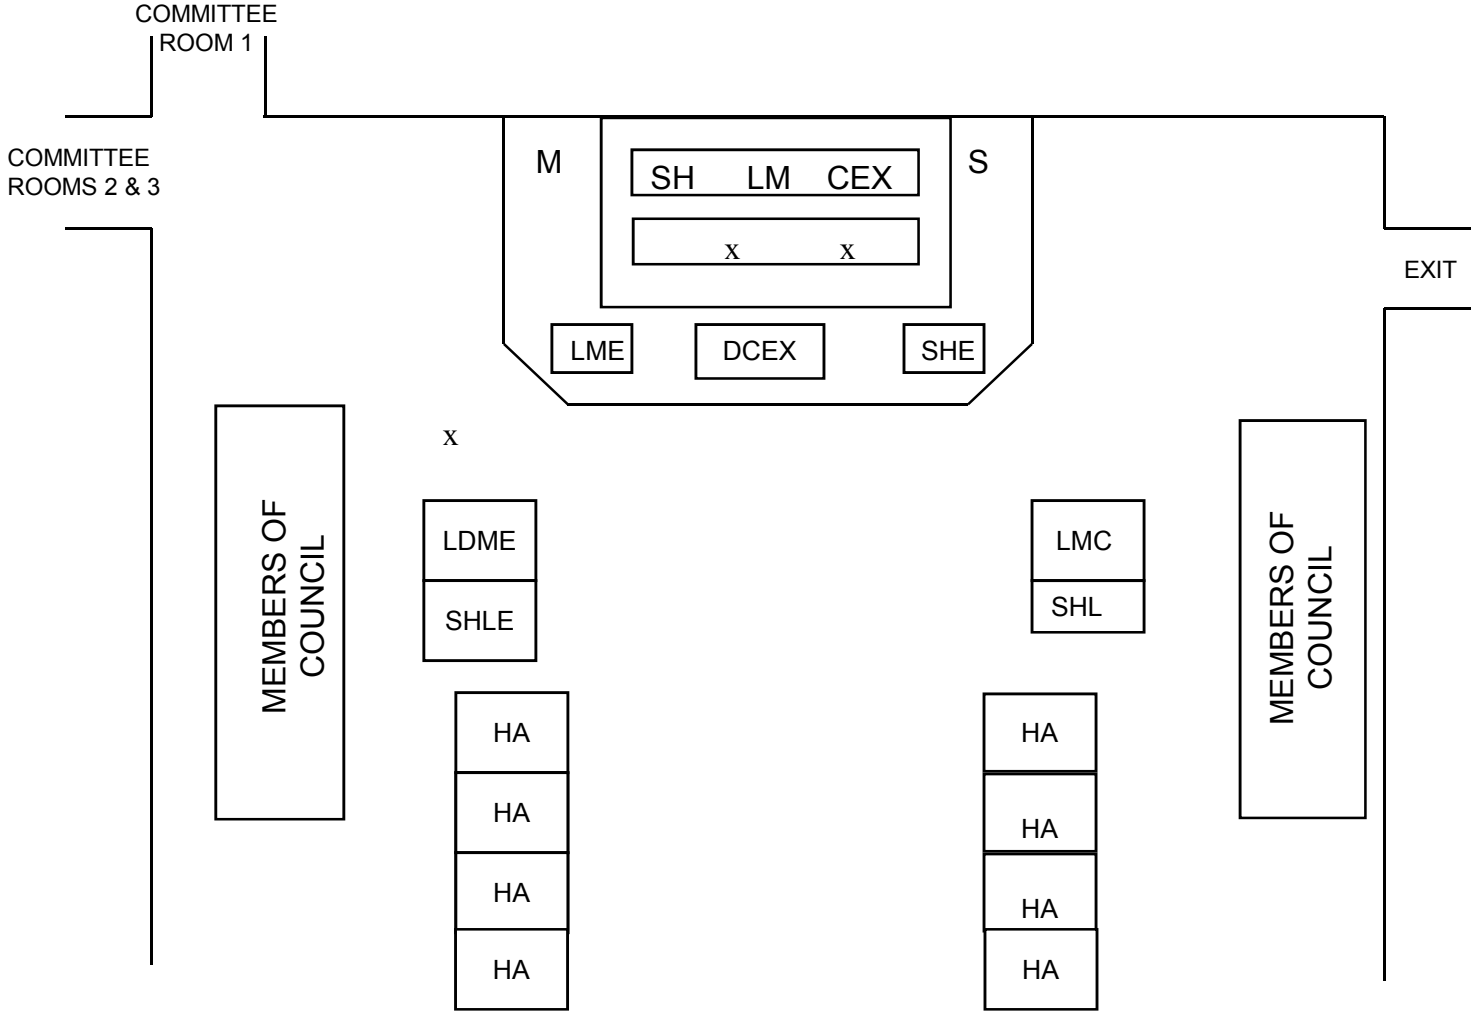 COMMITTEE
ROOM 1
COMMITTEE
ROOMS 2 & 3
M
SH LM CEX
S
x x
EXIT
LME
DCEX
SHE
x
MEMBERS OF
COUNCIL
LDME
LMC
MEMBERS OF
COUNCIL
SHLE
SHL
HA
HA
HA
HA
HA
HA
HA
HA